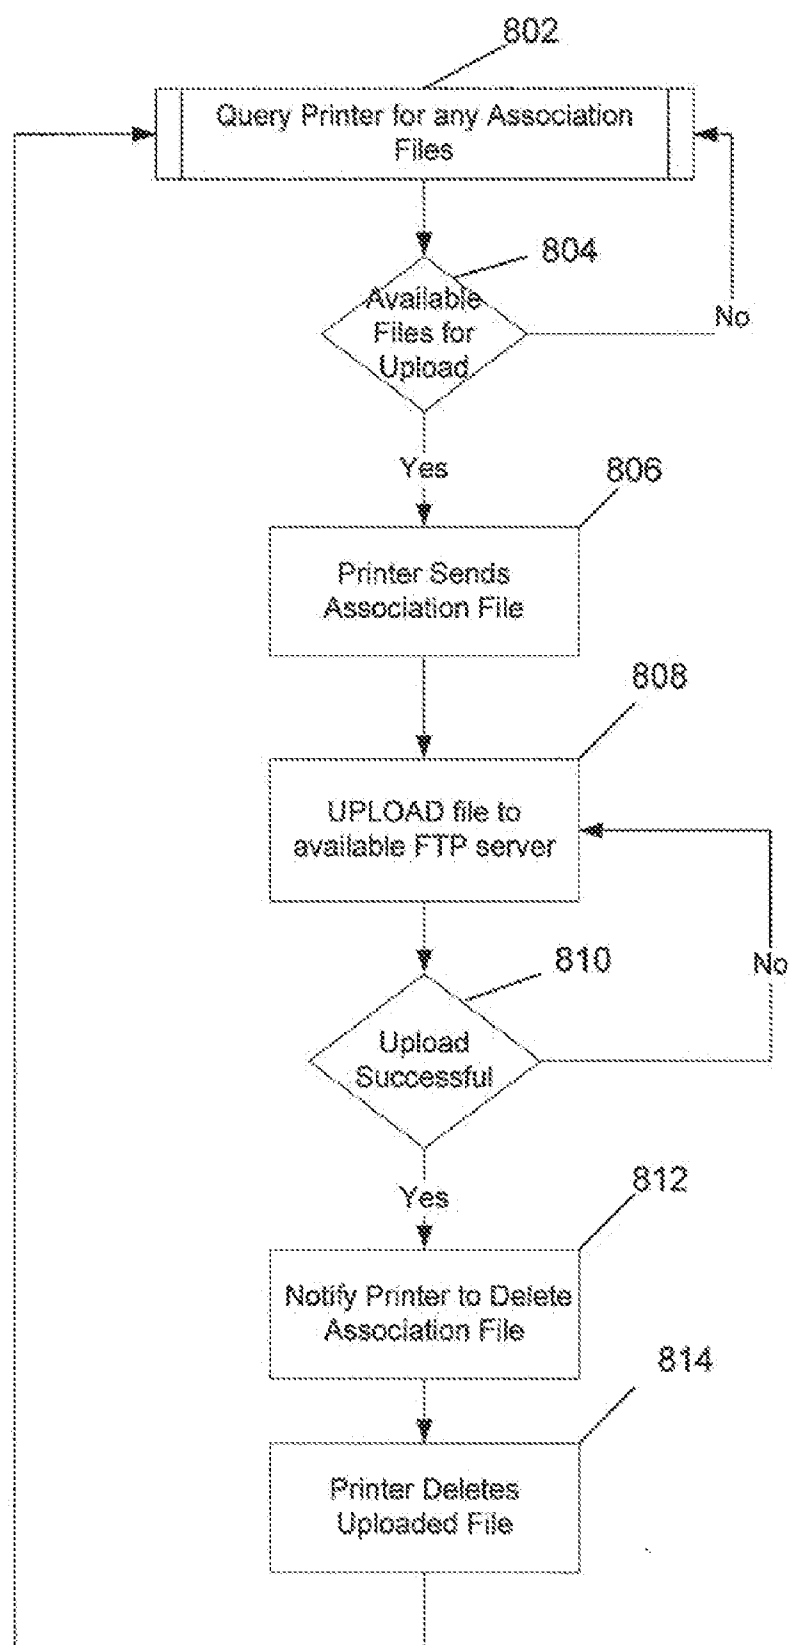 802
Query Printer for any Association
Files
804
Available
Files for
Upload
No
Yes
806
Printer Sends
Association File
808
UPLOAD file to
available FTP server
810
No
Upload
Successful
Yes
812
Notify Printer to Delete
Association File
814
Printer Deletes
Uploaded File